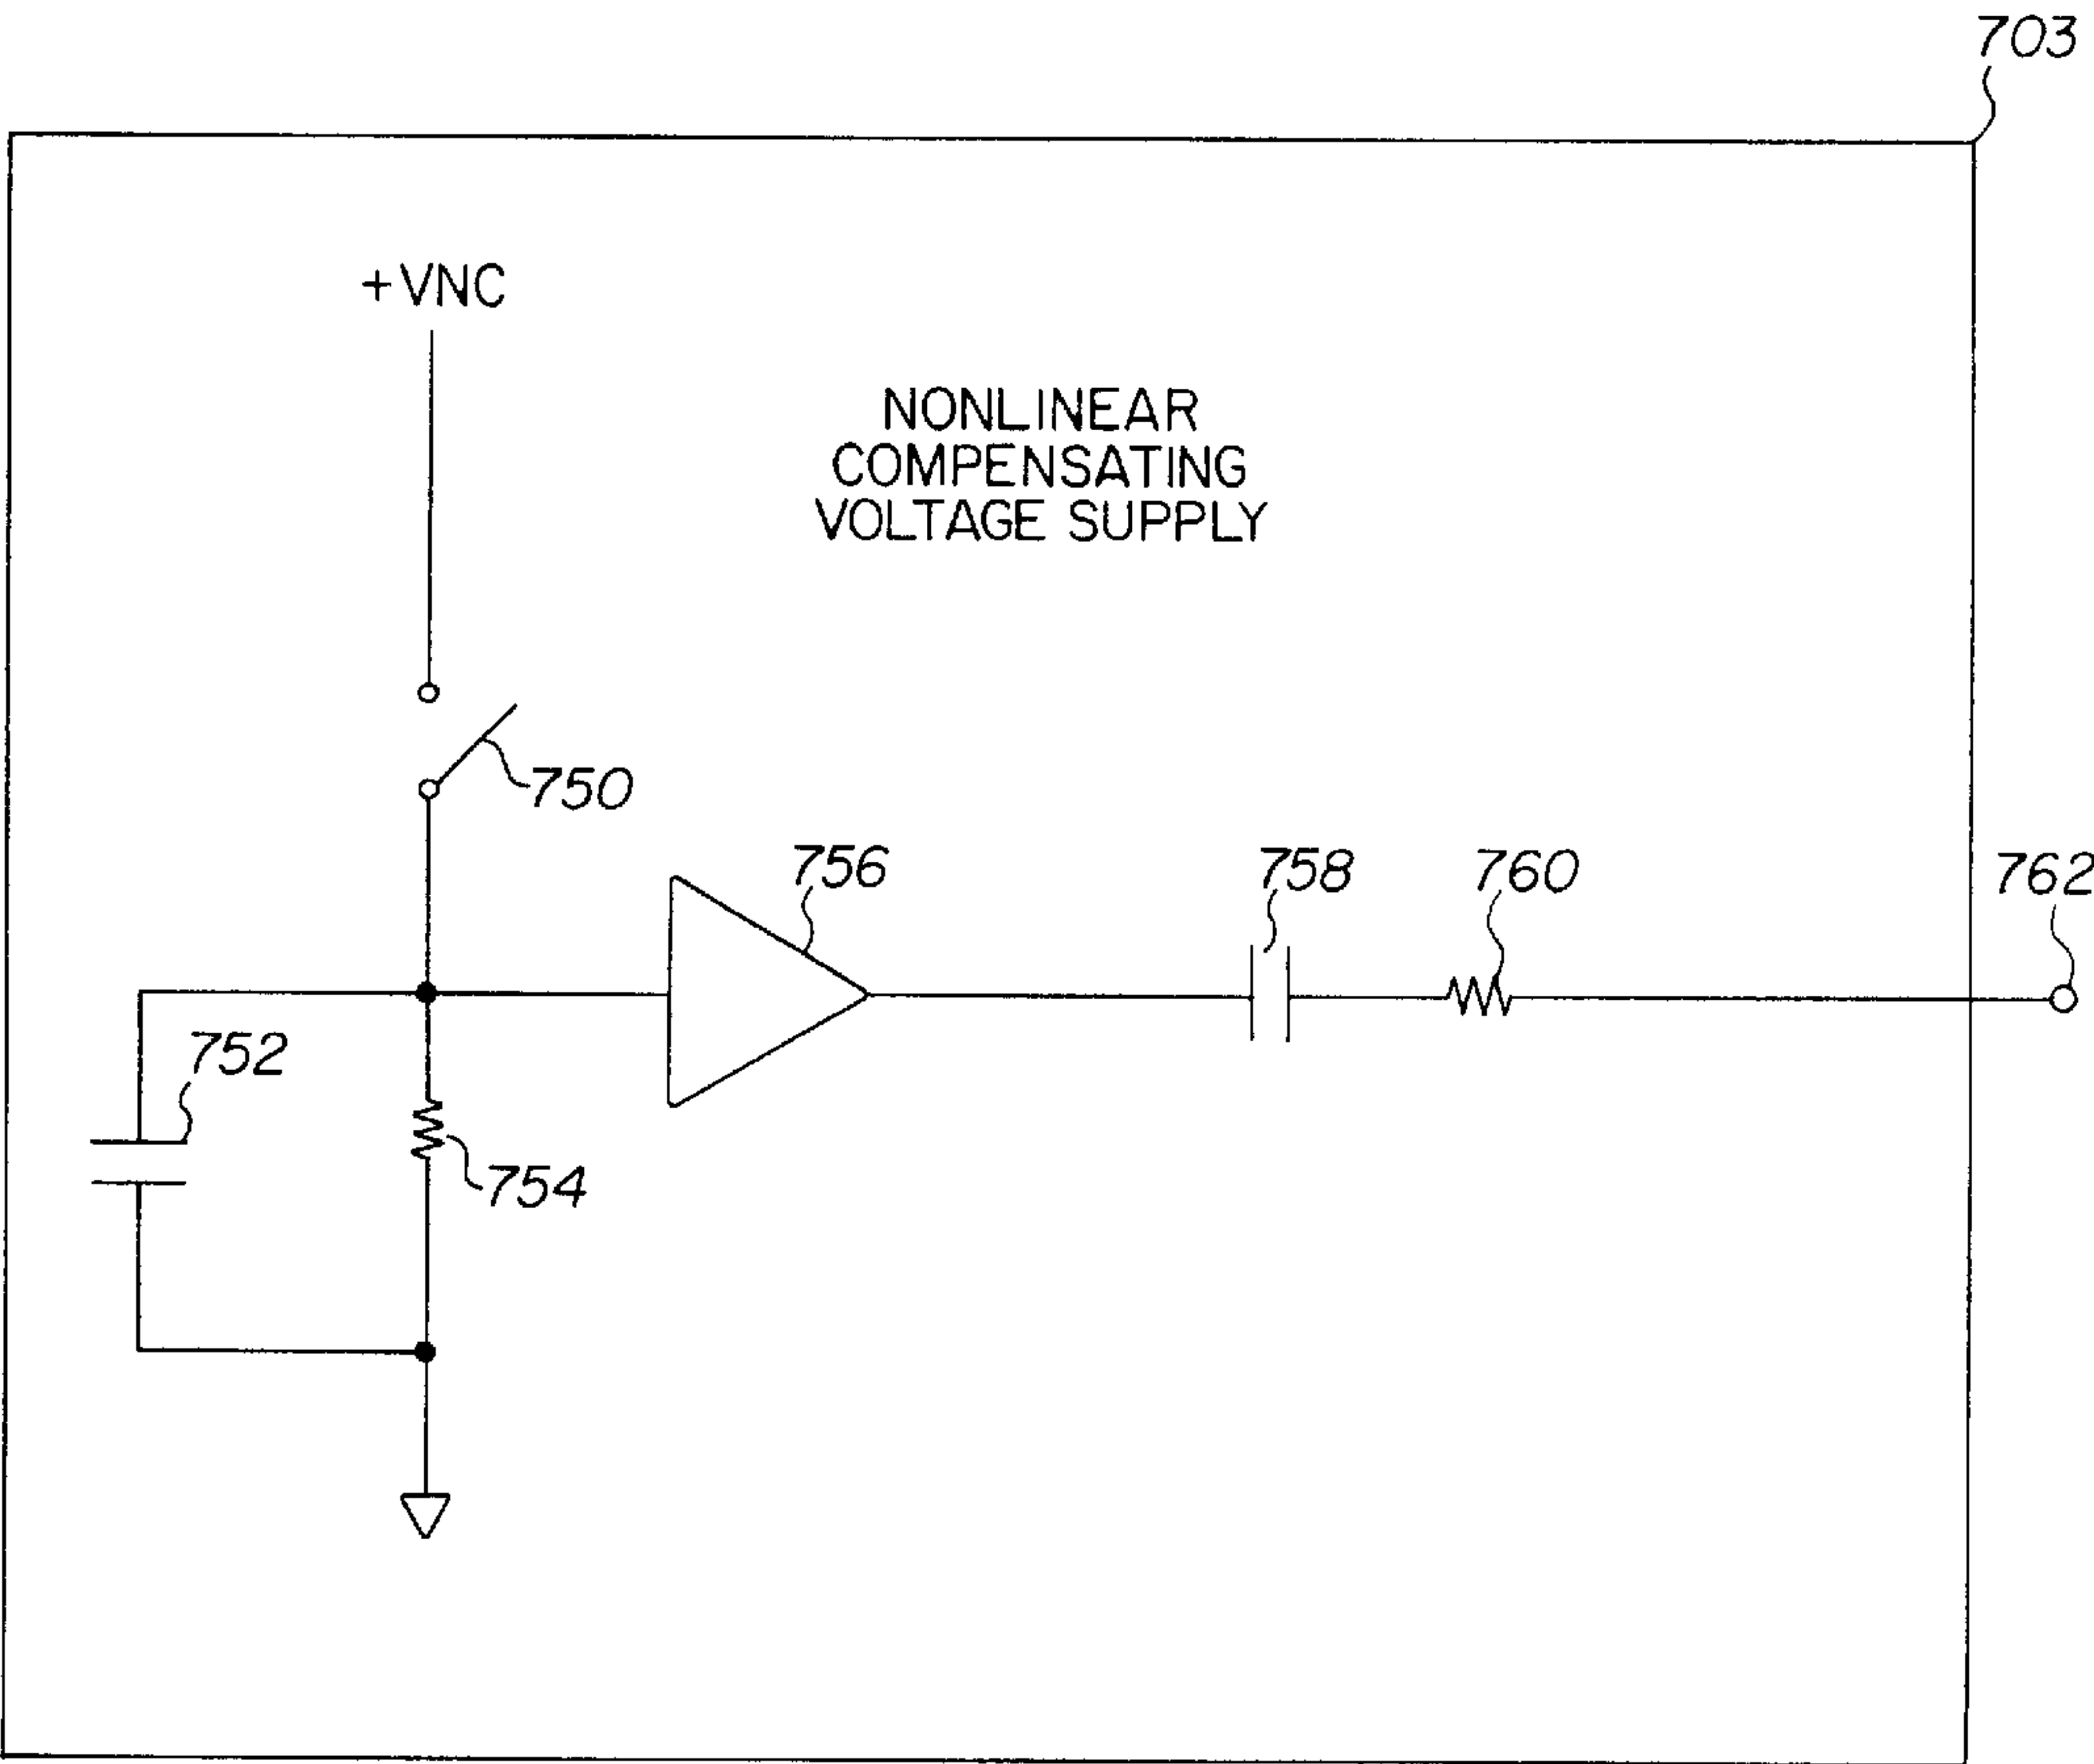 703
+VNC
NONLINEAR
COMPENSATING
VOLTAGE SUPPLY
750
756
758
760
762
752
754